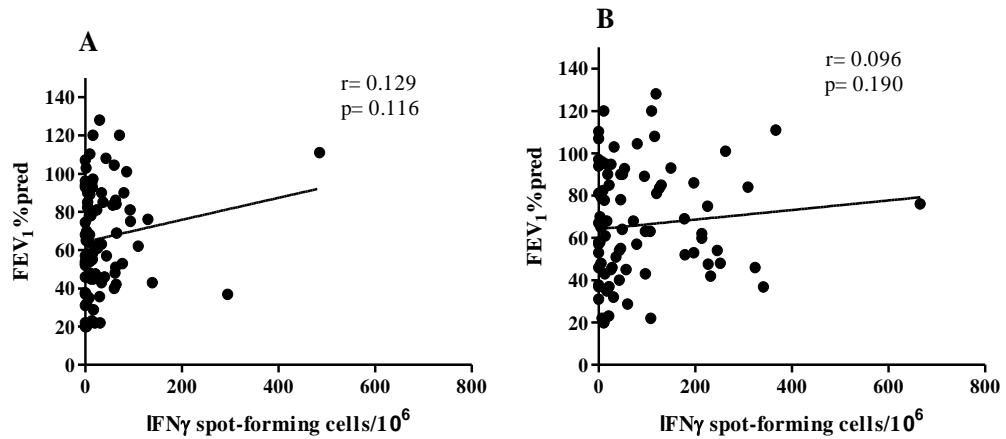 A
r= 0.129
p= 0.116
FEV1 %pred
140
120
100
80
60
40
20
0
0 200 400 600 800
IFNγ spot-forming cells/10^6
B
r= 0.096
p= 0.190
FEV1 %pred
140
120
100
80
60
40
20
0
0 200 400 600 800
IFNγ spot-forming cells/10^6